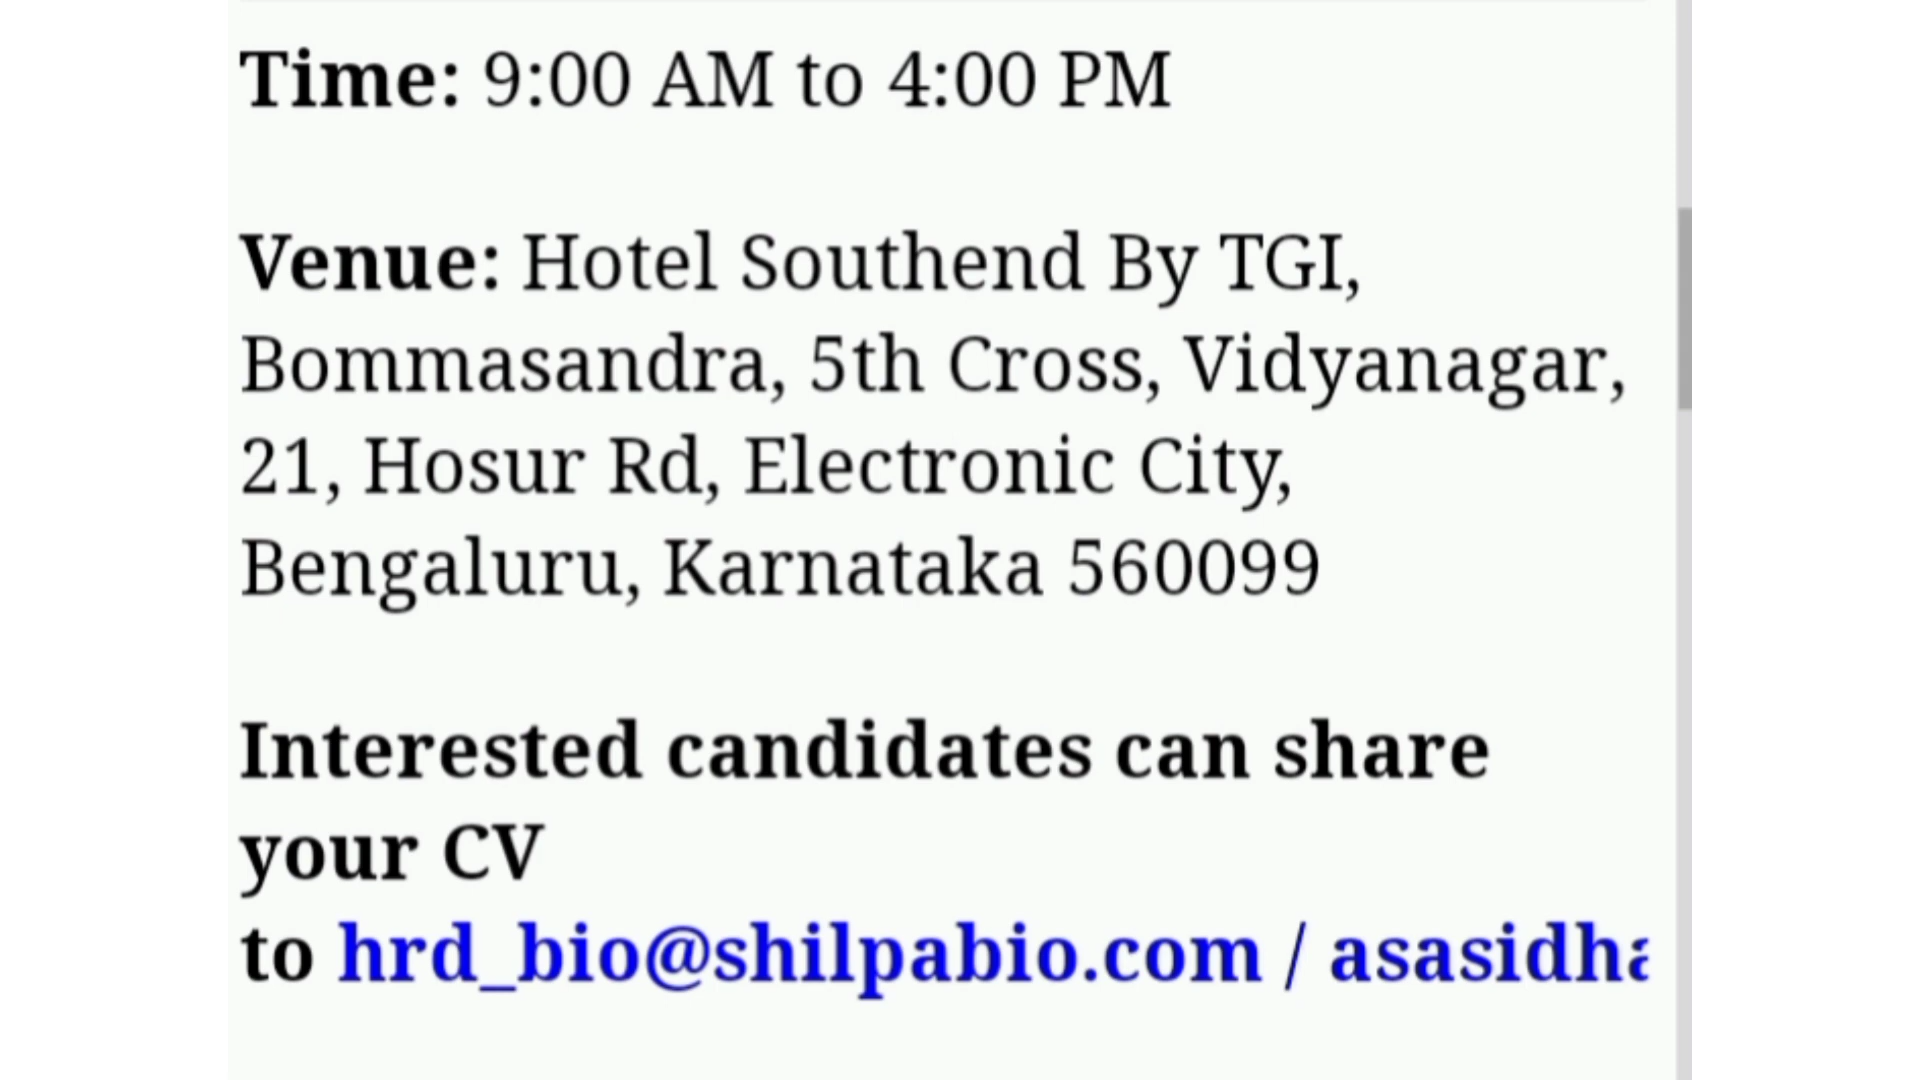 Time: 9:00 AM to 4:00 PM
Venue: Hotel Southend By TGI,
Bommasandra, 5th Cross, Vidyanagar,
21, Hosur Rd, Electronic City,
Bengaluru, Karnataka 560099
Interested candidates can share
your CV
to hrd_bio@shilpabio.com /